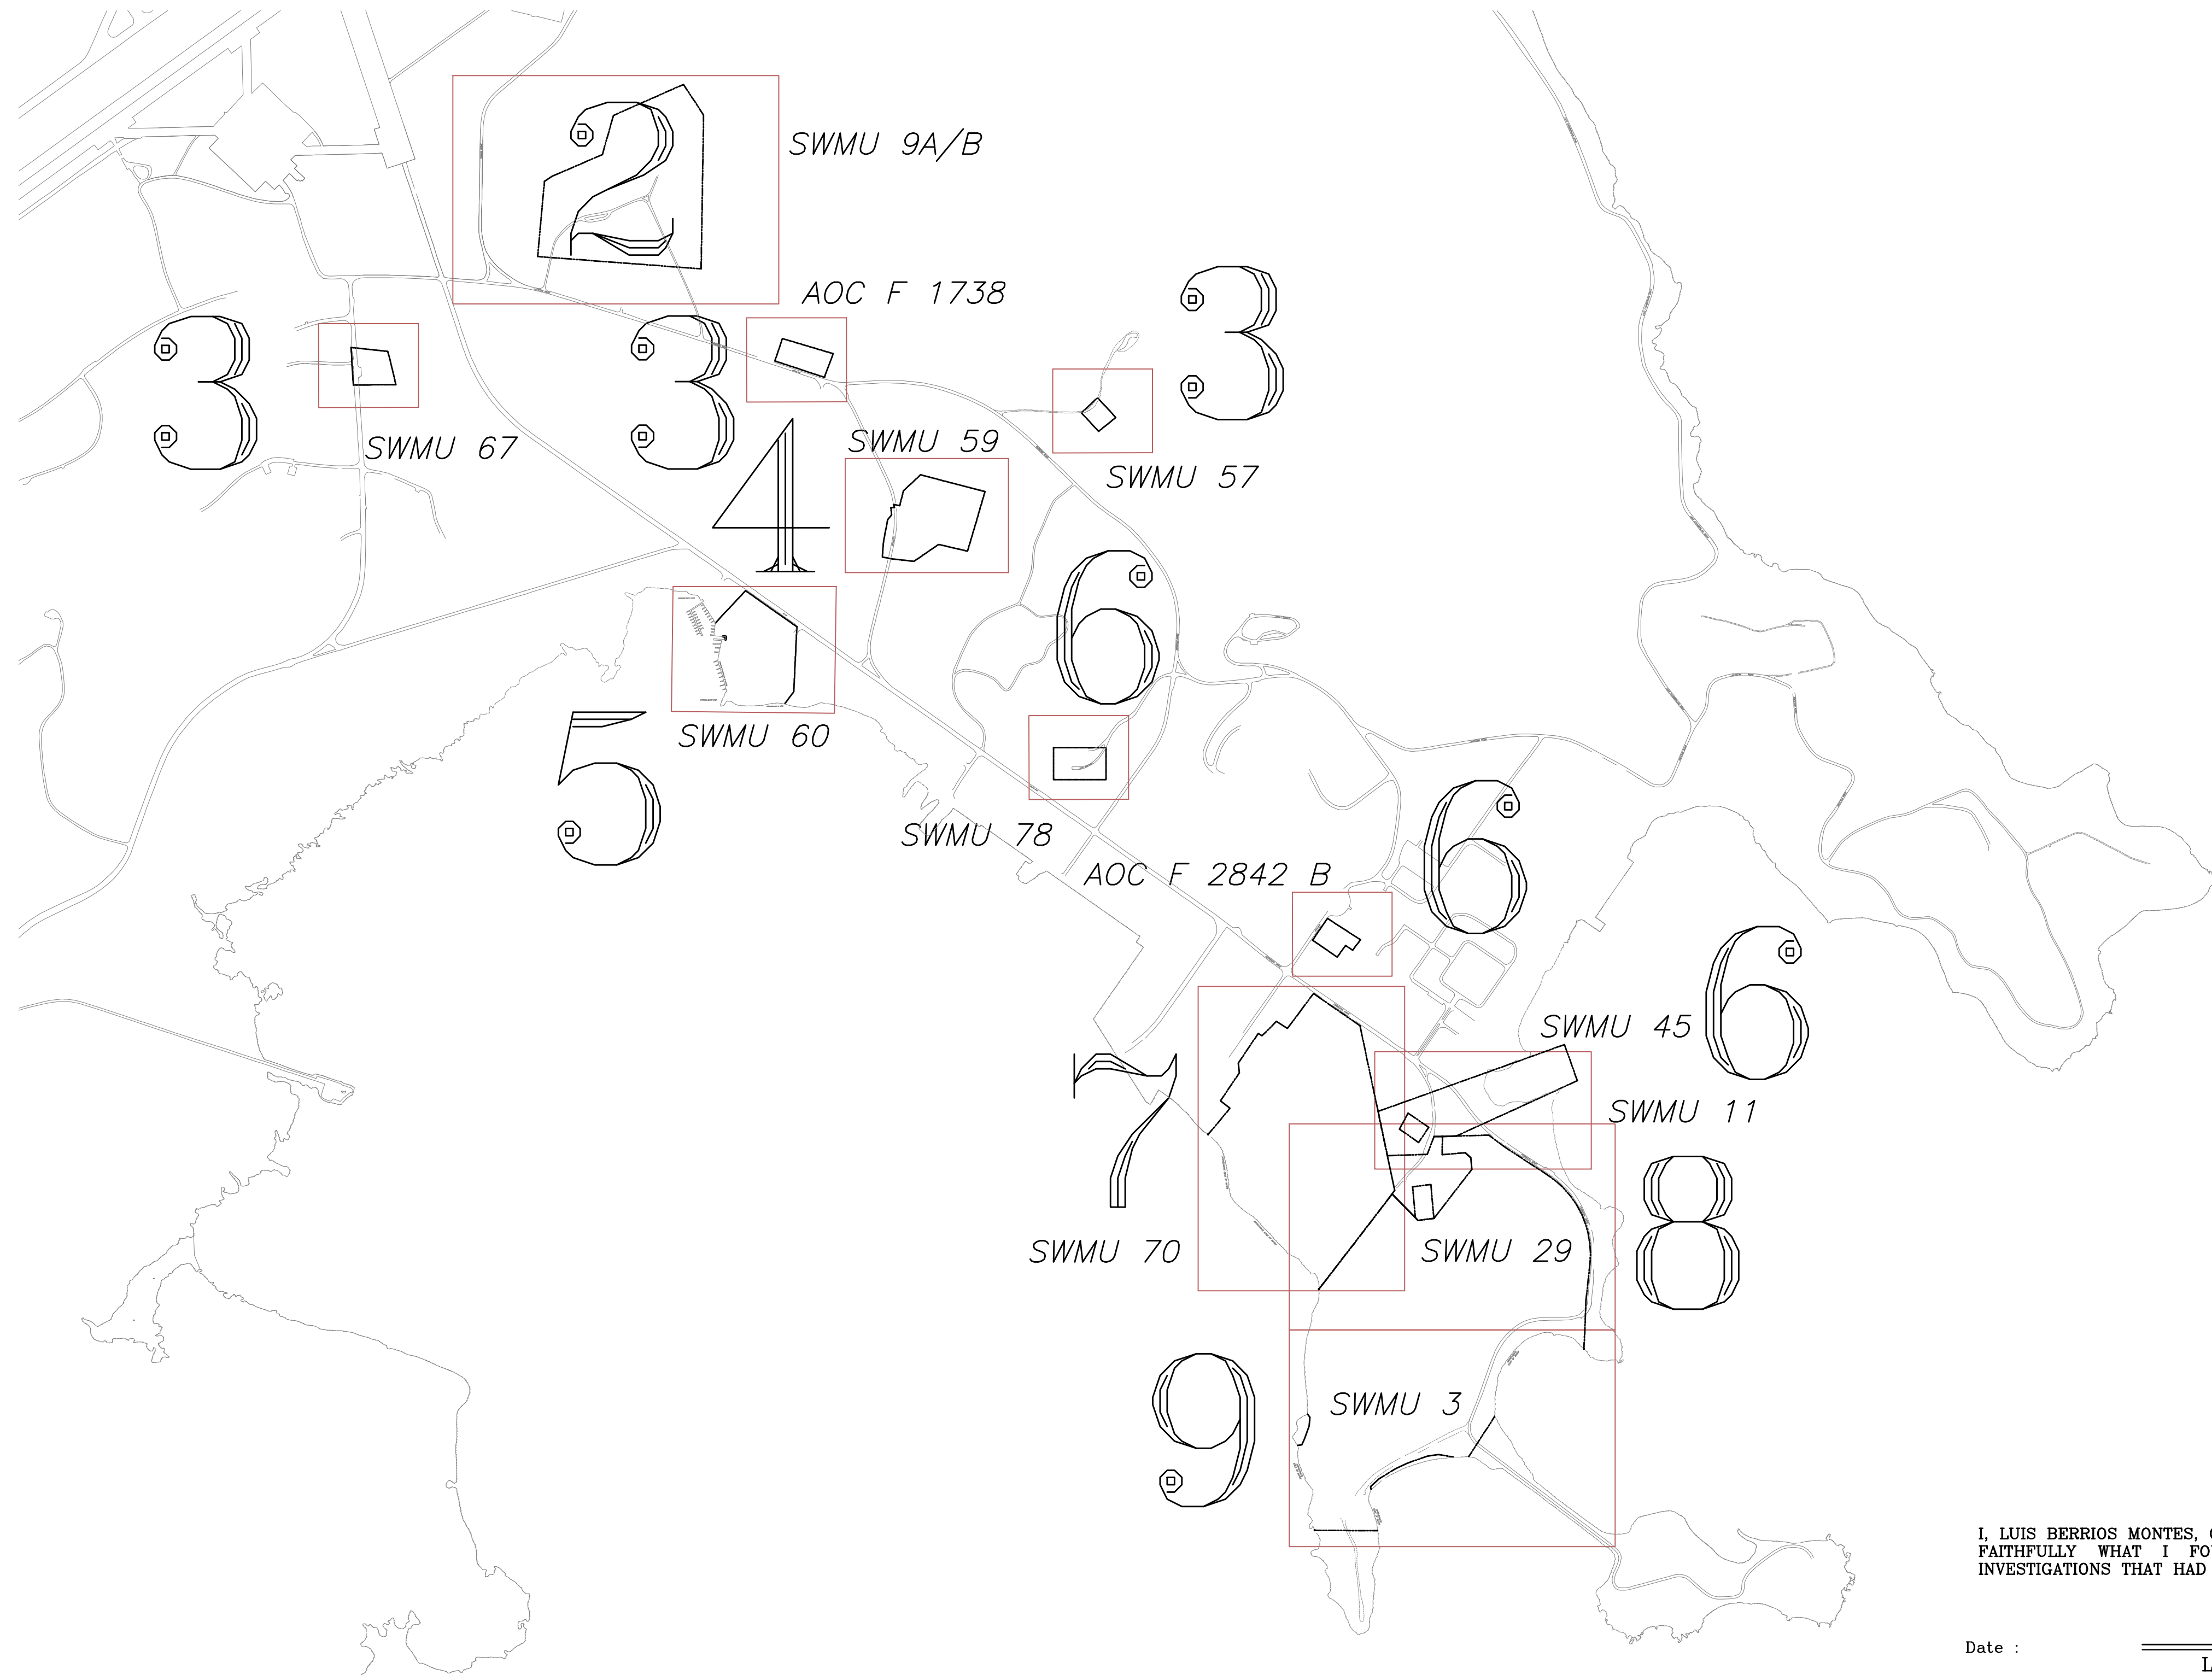 2
SWMU 9A/B
AOC F 1738
3
3
3
SWMU 67
SWMU 59
SWMU 57
4
6
SWMU 60
5
SWMU 78
6
AOC F 2842 B
6
SWMU 45
SWMU 11
7
8
SWMU 70
SWMU 29
9
SWMU 3
I, LUIS BERRIOS MONTES,
FAITHFULLY WHAT I
INVESTIGATIONS THAT HAD
Date :